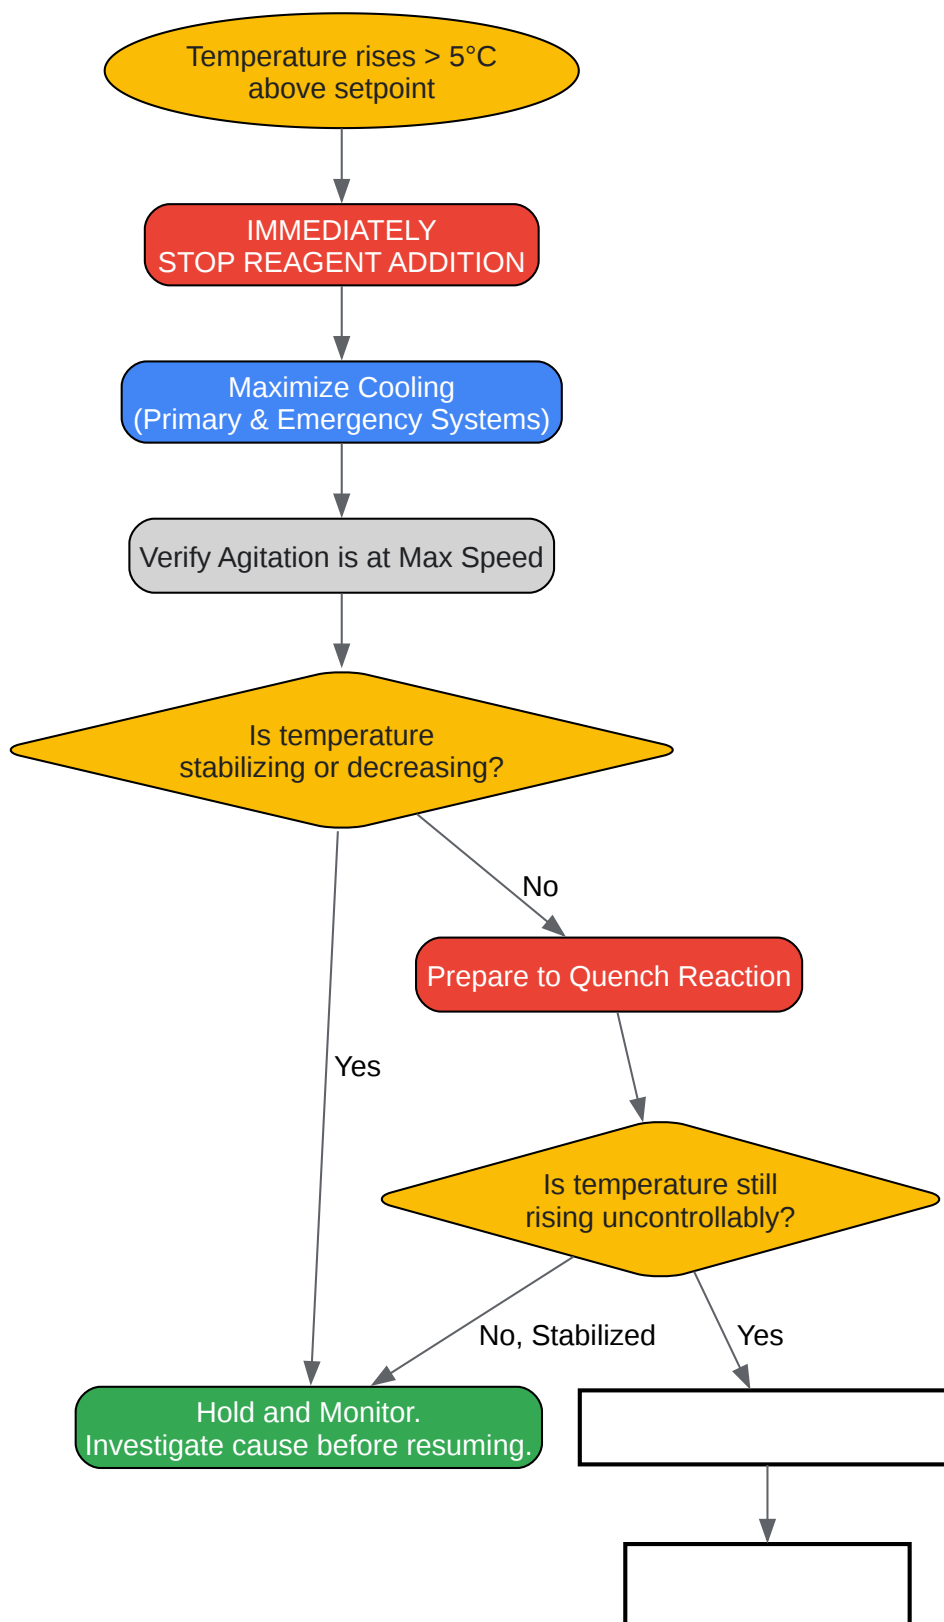 Temperature rises > 5°C
above setpoint
IMMEDIATELY
STOP REAGENT ADDITION
Maximize Cooling
(Primary & Emergency Systems)
Verify Agitation is at Max Speed
Is temperature
stabilizing or decreasing?
No
Prepare to Quench Reaction
Yes
Is temperature still
rising uncontrollably?
No, Stabilized
Yes
Hold and Monitor.
Investigate cause before resuming.